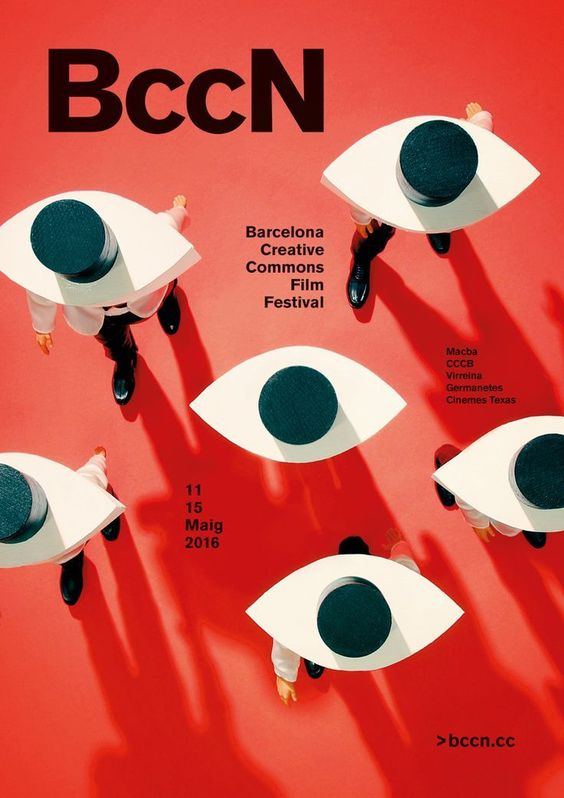 BccN
Barcelona
Creative
Commons
Film
Festival
Macba
CCCB
Virreina
Germanetes
Cinemes Texas
11
15
Maig
2016
>bccn.cc